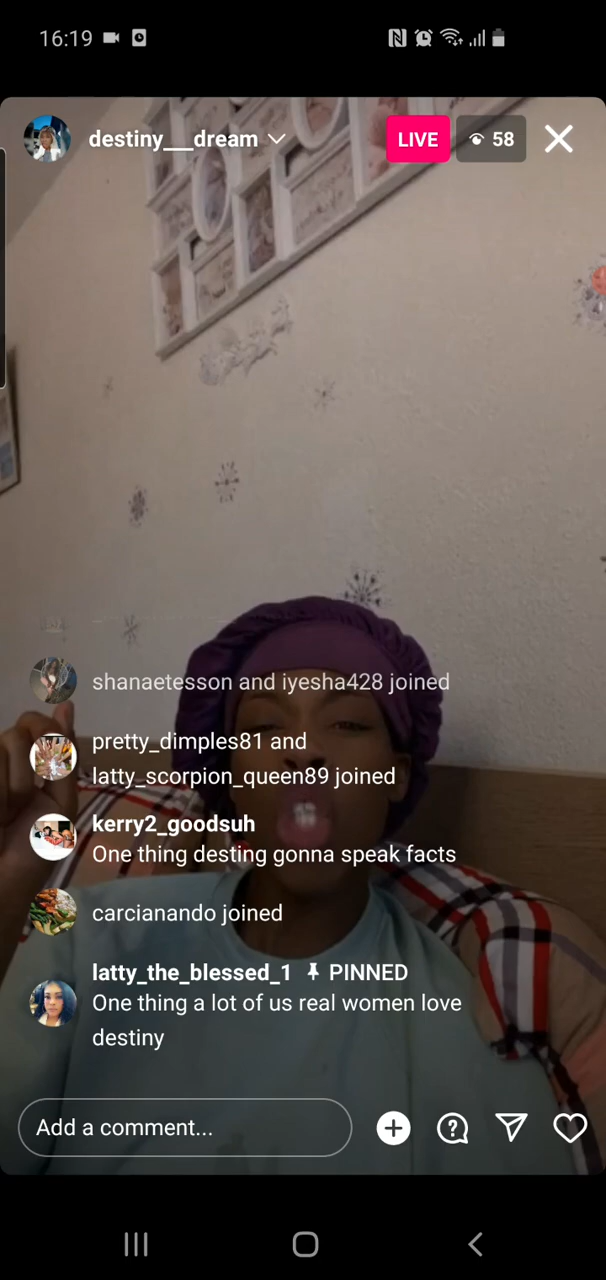 16:19
destiny___dream
LIVE
58
shanaetesson and iyesha428 joined
pretty_dimples81 and
latty_scorpion_queen89 joined
kerry2_goodsuh
One thing desting gonna speak facts
carcianando joined
latty_the_blessed_1 PINNED
One thing a lot of us real women love
destiny
Add a comment...